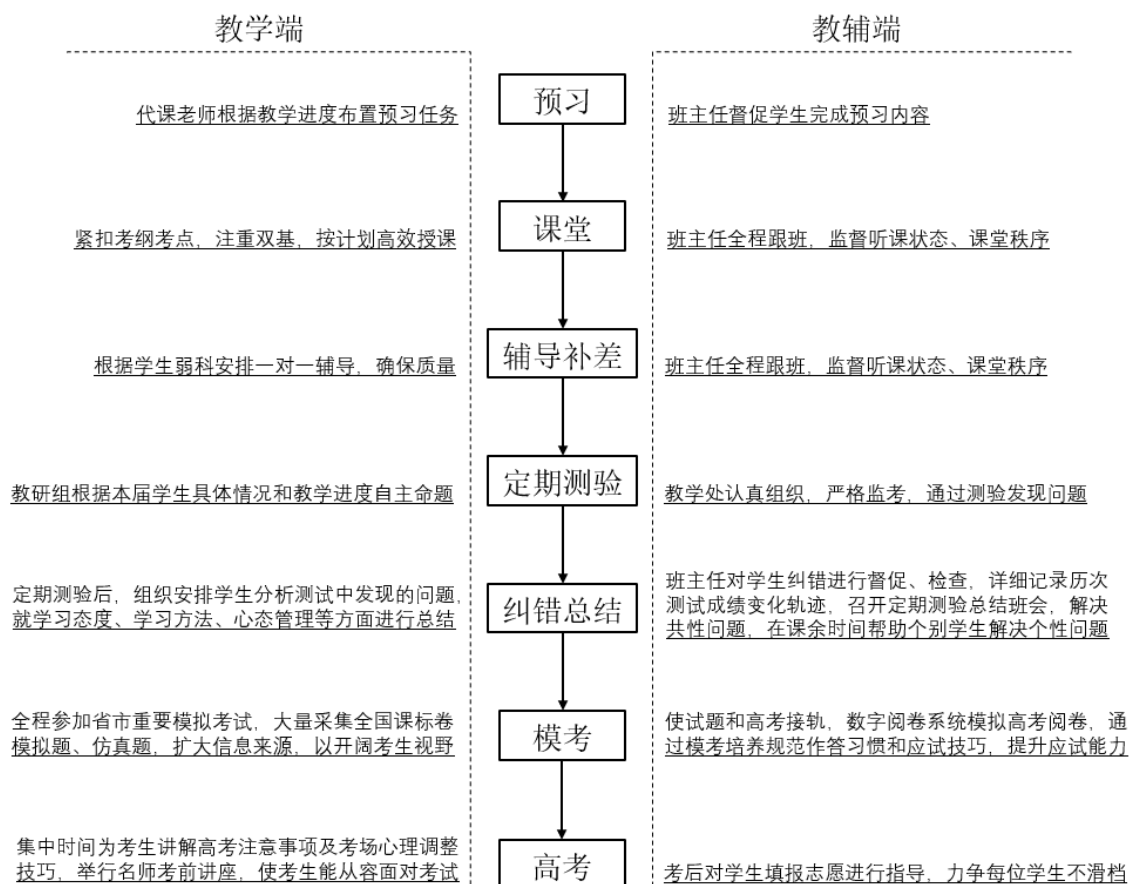 教学端
教辅端
预习
代课老师根据教学进度布置预习任务
班主任督促学生完成预习内容
课堂
紧扣考纲考点，注重双基，按计划高效授课
班主任全程跟班，监督听课状态、课堂秩序
辅导补差
根据学生弱科安排一对一辅导，确保质量
班主任全程跟班，监督听课状态、课堂秩序
定期测验
教研组根据本届学生具体情况和教学进度自主命题
教学处认真组织，严格监考，通过测验发现问题
定期测验后，组织安排学生分析测试中发现的问题，
就学习态度、学习方法、心态管理等方面进行总结
纠错总结
班主任对学生纠错进行督促、检查，详细记录历次
测试成绩变化轨迹，召开定期测验总结班会，解决
共性问题，在课余时间帮助个别学生解决个性问题
全程参加省市重要模拟考试，大量采集全国课标卷
模拟题、仿真题，扩大信息来源，以开阔考生视野
模考
使试题和高考接轨，数字阅卷系统模拟高考阅卷，通
过模考培养规范作答习惯和应试技巧，提升应试能力
集中时间为考生讲解高考注意事项及考场心理调整
技巧，举行名师考前讲座，使考生能从容面对考试
高考
考后对学生填报志愿进行指导，力争每位学生不滑档